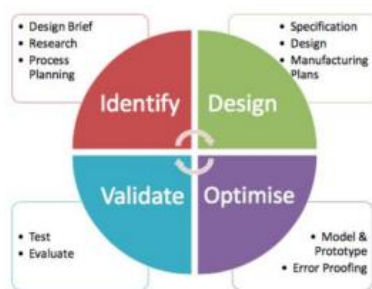 • Design Brief
• Research
• Process
Planning
• Specification
• Design
• Manufacturing
Plans
Identify
Design
Validate
Optimise
• Test
• Evaluate
• Model &
Prototype
• Error Proofing